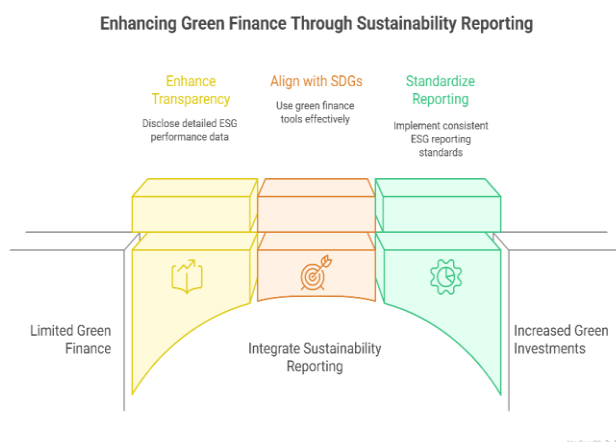 Enhancing Green Finance Through Sustainability Reporting
Enhance
Transparency
Disclose detailed ESG
performance data
Align with SDGs
Use green finance
tools effectively
Standardize
Reporting
Implement consistent
ESG reporting
standards
Limited Green
Finance
Integrate Sustainability
Reporting
Increased Green
Investments